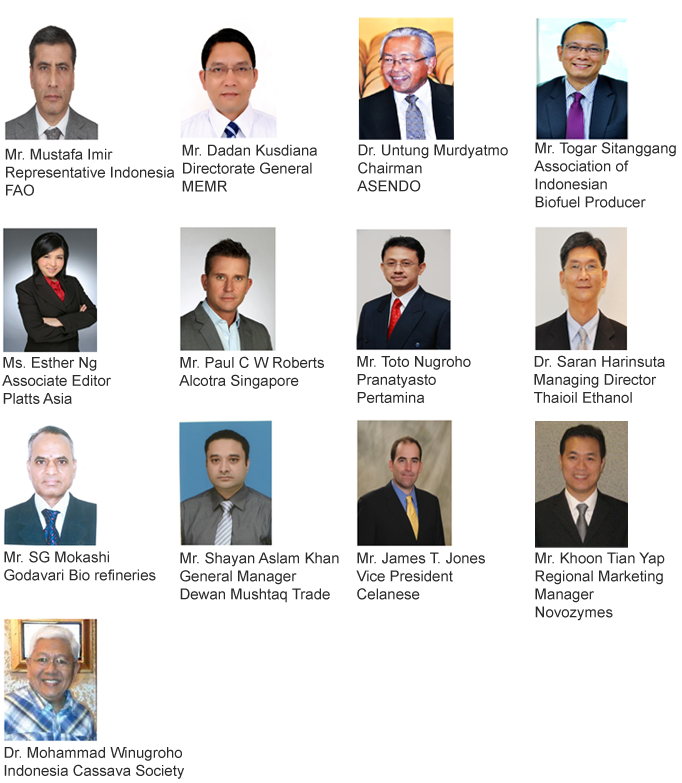 Mr. Mustafa Imir
Representative Indonesia
FAO
Mr. Dadan Kusdiana
Directorate General
MEMR
Dr. Untung Murdyatmo
Chairman
ASENDO
Mr. Togar Sitanggang
Association of
Indonesian
Biofuel Producer
Ms. Esther Ng
Associate Editor
Platts Asia
Mr. Paul C W Roberts
Alcotra Singapore
Mr. Toto Nugroho
Pranatyasto
Pertamina
Dr. Saran Harinsuta
Managing Director
Thaioil Ethanol
Mr. SG Mokashi
Godavari Bio refineries
Mr. Shayan Aslam Khan
General Manager
Dewan Mushtaq Trade
Mr. James T. Jones
Vice President
Celanese
Mr. Khoon Tian Yap
Regional Marketing
Manager
Novozymes
Dr. Mohammad Winugroho
Indonesia Cassava Society